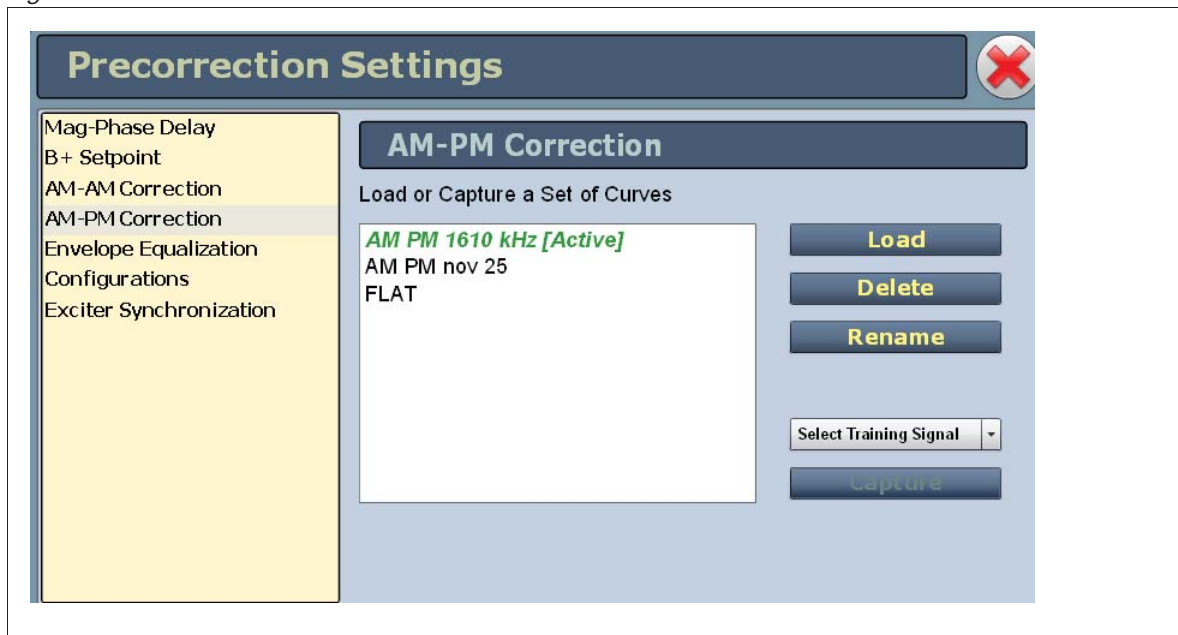 Precorrection Settings
Mag-Phase Delay
B+ Setpoint
AM-AM Correction
AM-PM Correction
Envelope Equalization
Configurations
Exciter Synchronization
AM-PM Correction
Load or Capture a Set of Curves
AM PM 1610 kHz [Active]
AM PM nov 25
FLAT
Load
Delete
Rename
Select Training Signal
Capture